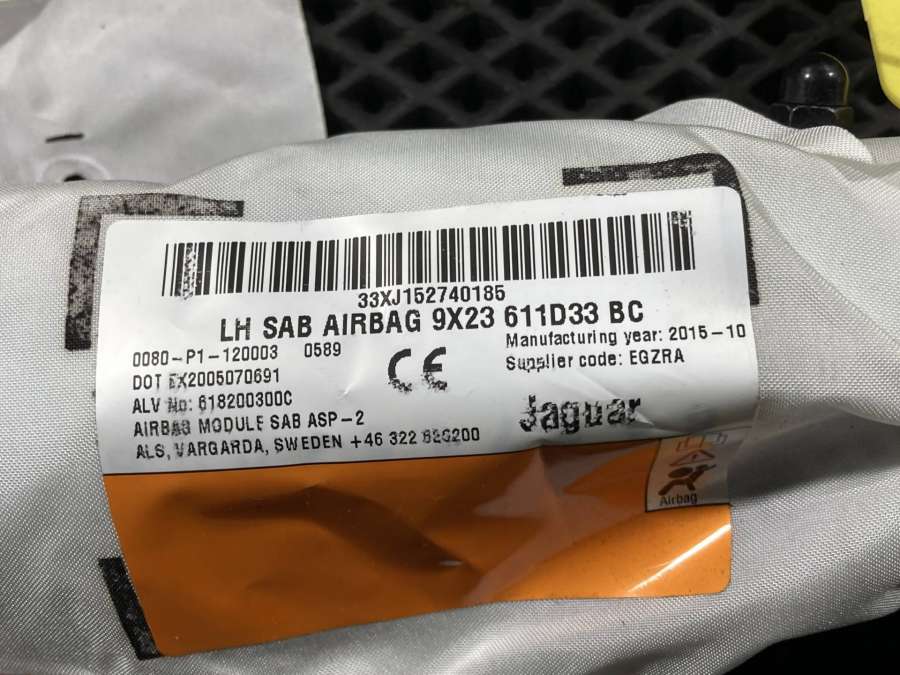 33XJ152740185
LH SAB AIRBAG 9X23 611D33 BC
0080-P1-120003 0589
Manufacturing year: 2015-10
DOT EX2005070691
CE
Supplier code: EGZRA
ALV No: 618200300C
Jaguar
AIRBAG MODULE SAB ASP-2
ALS, VARGARDA, SWEDEN +46 322
Airbag